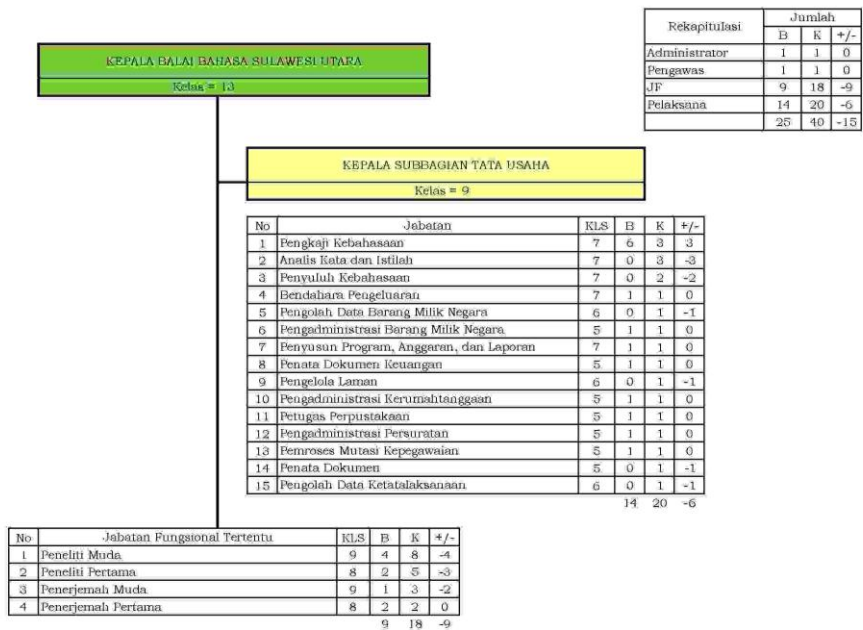 Rekapitulasi Jumlah
B K +/-
Administrator 1 1 0
Pengawas 1 1 0
JF 9 18 -9
Pelaksana 14 20 -6
25 40 -15
KEPALA BALAI BAHASA SULAWESI UTARA
Kelas = 13
KEPALA SUBBAGIAN TATA USAHA
Kelas = 9
No Jabatan KLS B K +/-
1 Pengkaji Kebahasaan 7 6 3 3
2 Analis Kata dan Istilah 7 0 3 -3
3 Penyuluh Kebahasaan 7 0 2 -2
4 Bendahara Pengeluaran 7 1 1 0
5 Pengolah Data Barang Milik Negara 6 0 1 -1
6 Pengadministrasi Barang Milik Negara 5 1 1 0
7 Penyusun Program, Anggaran, dan Laporan 7 1 1 0
8 Penata Dokumen Keuangan 5 1 1 0
9 Pengelola Laman 6 0 1 -1
10 Pengadministrasi Kerumahtanggaan 5 1 1 0
11 Petugas Perpustakaan 5 1 1 0
12 Pengadministrasi Persuratan 5 1 1 0
13 Pemroses Mutasi Kepegawaian 5 1 1 0
14 Penata Dokumen 5 0 1 -1
15 Pengolah Data Ketatalaksanaan 6 0 1 -1
14 20 -6
No Jabatan Fungsional Tertentu KLS B K +/-
1 Peneliti Muda 9 4 8 -4
2 Peneliti Pertama 8 2 5 -3
3 Penerjemah Muda 9 1 3 -2
4 Penerjemah Pertama 8 2 2 0
9 18 -9